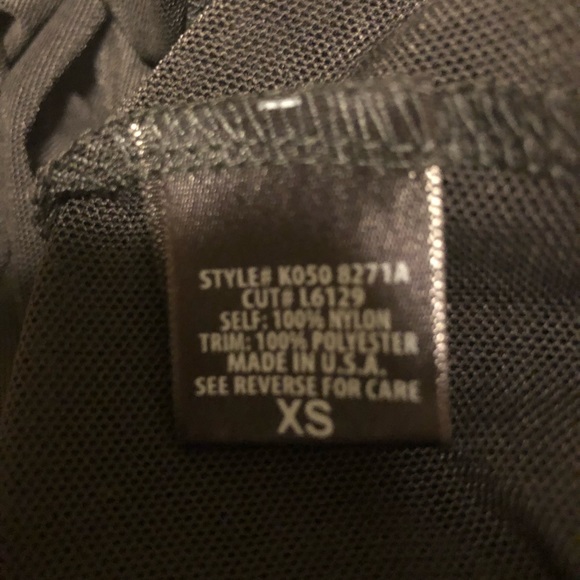 STYLE# K050 8271A
CUT# L6129
SELF: 100% NYLON
TRIM: 100% POLYESTER
MADE IN U.S.A.
SEE REVERSE FOR CARE
XS